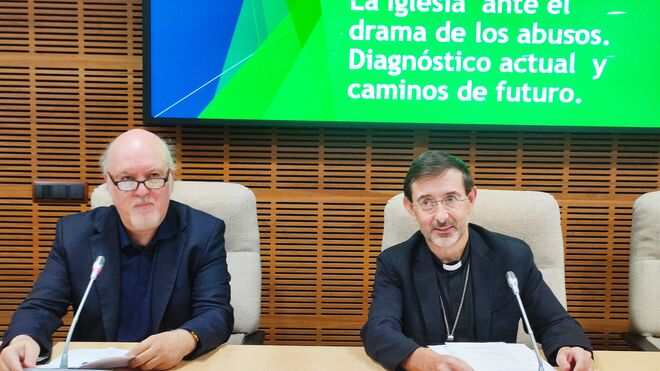 La Iglesia ante el
drama de los abusos.
Diagnóstico actual y
caminos de futuro.